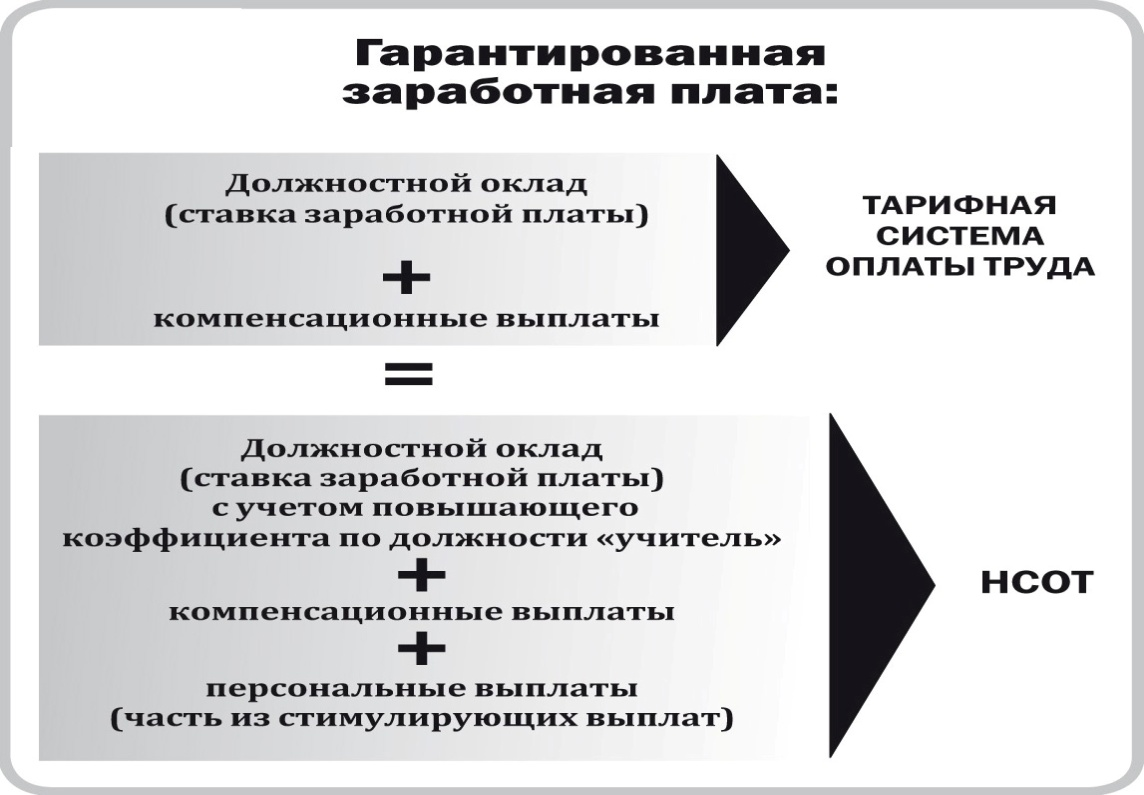 Гарантированная
заработная плата:
Должностной оклад
(ставка заработной платы)
+
компенсационные выплаты
ТАРИФНАЯ
СИСТЕМА
ОПЛАТЫ ТРУДА
=
Должностной оклад
(ставка заработной платы)
с учетом повышающего
коэффициента по должности «учитель»
+
компенсационные выплаты
+
персональные выплаты
(часть из стимулирующих выплат)
НСОТ